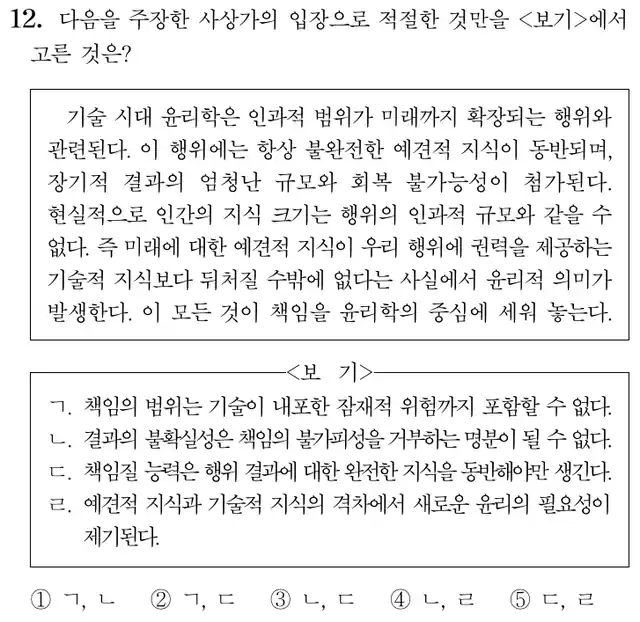 12. 다음을 주장한 사상가의 입장으로 적절한 것만을 <보기>에서
고른 것은?
기술 시대 윤리학은 인과적 범위가 미래까지 확장되는 행위와
관련된다. 이 행위에는 항상 불완전한 예견적 지식이 동반되며,
장기적 결과의 엄청난 규모와 회복 불가능성이 첨가된다.
현실적으로 인간의 지식 크기는 행위의 인과적 규모와 같을 수
없다. 즉 미래에 대한 예견적 지식이 우리 행위에 권력을 제공하는
기술적 지식보다 뒤처질 수밖에 없다는 사실에서 윤리적 의미가
발생한다. 이 모든 것이 책임을 윤리학의 중심에 세워 놓는다.
<보 기>
ㄱ. 책임의 범위는 기술이 내포한 잠재적 위험까지 포함할 수 없다.
ㄴ. 결과의 불확실성은 책임의 불가피성을 거부하는 명분이 될 수 없다.
ㄷ. 책임질 능력은 행위 결과에 대한 완전한 지식을 동반해야만 생긴다.
ㄹ. 예견적 지식과 기술적 지식의 격차에서 새로운 윤리의 필요성이
제기된다.
① ㄱ, ㄴ ② ㄱ, ㄷ ③ ㄴ, ㄷ ④ ㄴ, ㄹ ⑤ ㄷ, ㄹ